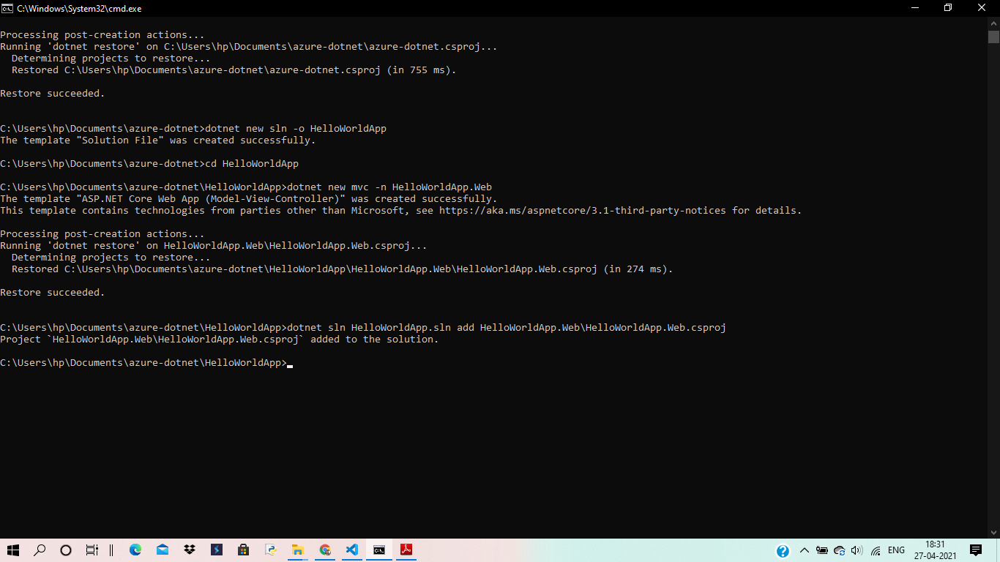 C:\Windows\System32\cmd.exe
Processing post-creation actions...
Running 'dotnet restore' on C:\Users\hp\Documents\azure-dotnet\azure-dotnet.csproj...
  Determining projects to restore...
  Restored C:\Users\hp\Documents\azure-dotnet\azure-dotnet.csproj (in 755 ms).
Restore succeeded.
C:\Users\hp\Documents\azure-dotnet>dotnet new sln -o HelloWorldApp
The template "Solution File" was created successfully.
C:\Users\hp\Documents\azure-dotnet>cd HelloWorldApp
C:\Users\hp\Documents\azure-dotnet\HelloWorldApp>dotnet new mvc -n HelloWorldApp.Web
The template "ASP.NET Core Web App (Model-View-Controller)" was created successfully.
This template contains technologies from parties other than Microsoft, see https://aka.ms/aspnetcore/3.1-third-party-notices for details.
Processing post-creation actions...
Running 'dotnet restore' on HelloWorldApp.Web\HelloWorldApp.Web.csproj...
  Determining projects to restore...
  Restored C:\Users\hp\Documents\azure-dotnet\HelloWorldApp\HelloWorldApp.Web\HelloWorldApp.Web.csproj (in 274 ms).
Restore succeeded.
C:\Users\hp\Documents\azure-dotnet\HelloWorldApp>dotnet sln HelloWorldApp.sln add HelloWorldApp.Web\HelloWorldApp.Web.csproj
Project `HelloWorldApp.Web\HelloWorldApp.Web.csproj` added to the solution.
C:\Users\hp\Documents\azure-dotnet\HelloWorldApp>
ENG
18:31
27-04-2021